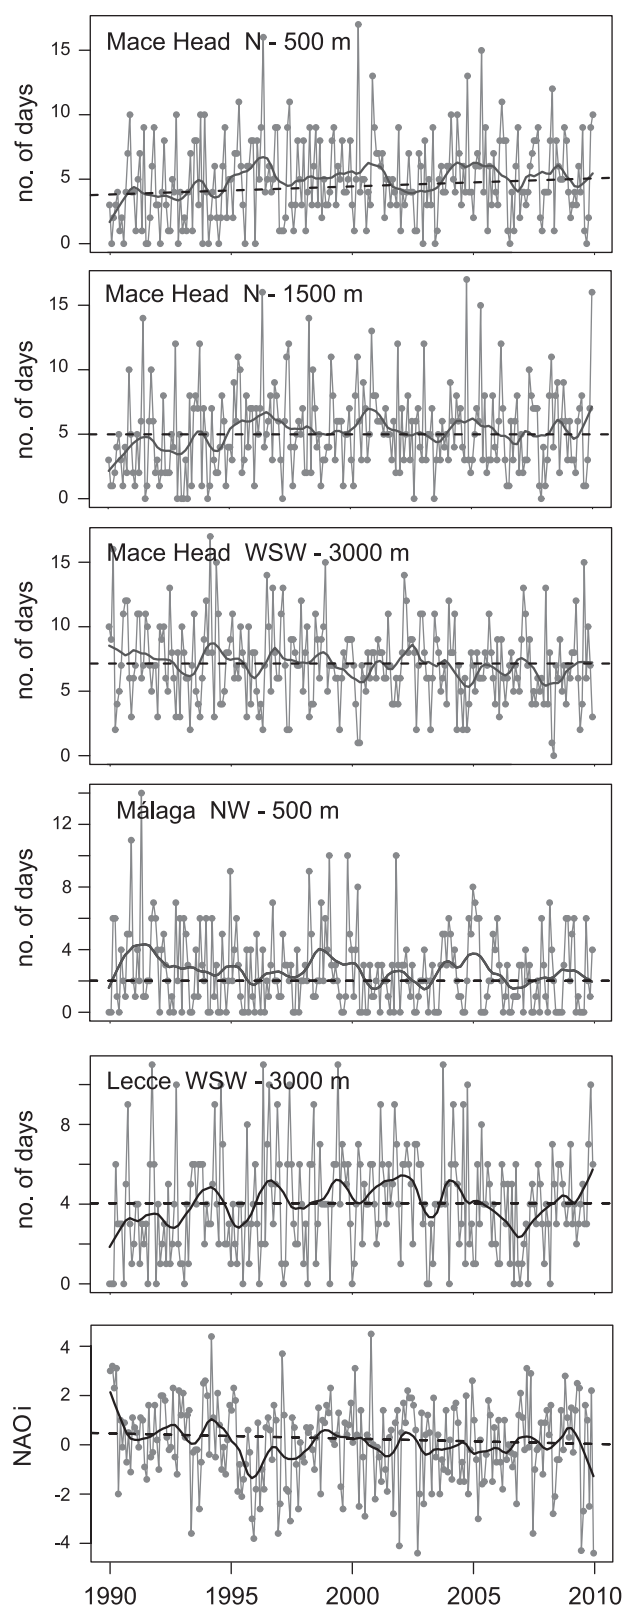 Mace Head N - 500 m
no. of days
15
10
5
0
Mace Head N - 1500 m
no. of days
15
10
5
0
Mace Head WSW - 3000 m
no. of days
15
10
5
0
Málaga NW - 500 m
no. of days
12
8
4
0
Lecce WSW - 3000 m
no. of days
8
4
0
NAOi
4
2
0
-2
-4
1990 1995 2000 2005 2010